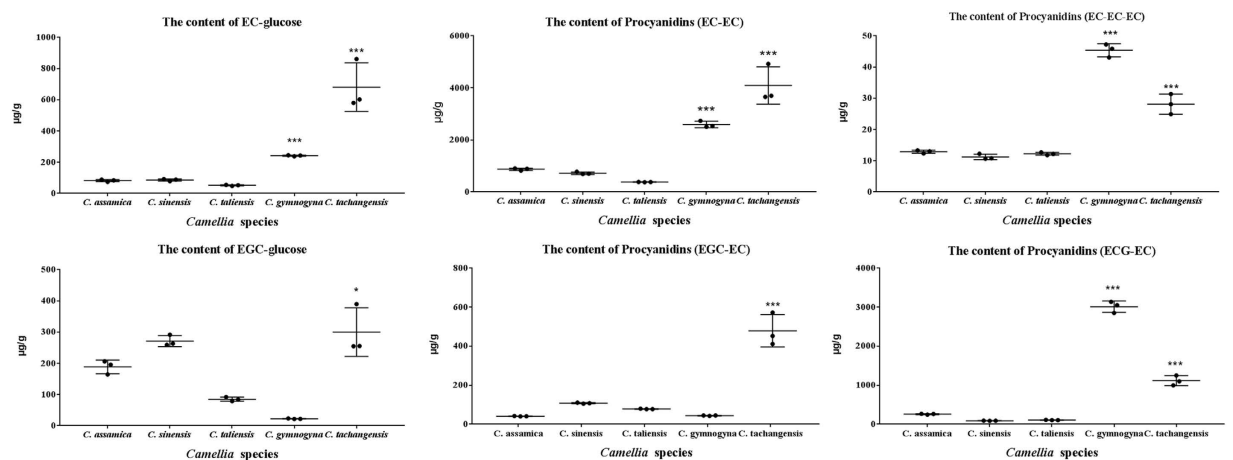 The content of EC-glucose
1000
800
600
400
200
0
µg/g
***
***
C. assamica C. sinensis C. taliensis C. gymnogyna C. tachangensis
Camellia species
The content of Procyanidins (EC-EC)
6000
4000
2000
0
µg/g
***
***
C. assamica C. sinensis C. taliensis C. gymnogyna C. tachangensis
Camellia species
The content of Procyanidins (EC-EC-EC)
50
40
30
20
10
0
µg/g
***
***
C. assamica C. sinensis C. taliensis C. gymnogyna C. tachangensis
Camellia species
The content of EGC-glucose
500
400
300
200
100
0
µg/g
*
C. assamica C. sinensis C. taliensis C. gymnogyna C. tachangensis
Camellia species
The content of Procyanidins (EGC-EC)
800
600
400
200
0
µg/g
***
C. assamica C. sinensis C. taliensis C. gymnogyna C. tachangensis
Camellia species
The content of Procyanidins (ECG-EC)
4000
3000
2000
1000
0
µg/g
***
***
C. assamica C. sinensis C. taliensis C. gymnogyna C. tachangensis
Camellia species